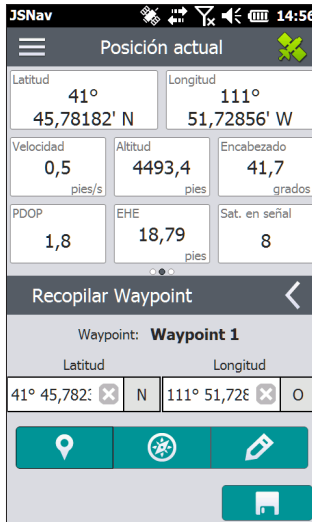 JSNav 14:56
Posición actual
Latitud Longitud
41° 111°
45,78182' N 51,72856' W
Velocidad Altitud Encabezado
0,5 4493,4 41,7
pies/s pies grados
PDOP EHE Sat. en señal
1,8 18,79 8
pies
Recopilar Waypoint
Waypoint: Waypoint 1
Latitud Longitud
41° 45,782 N 111° 51,728 O